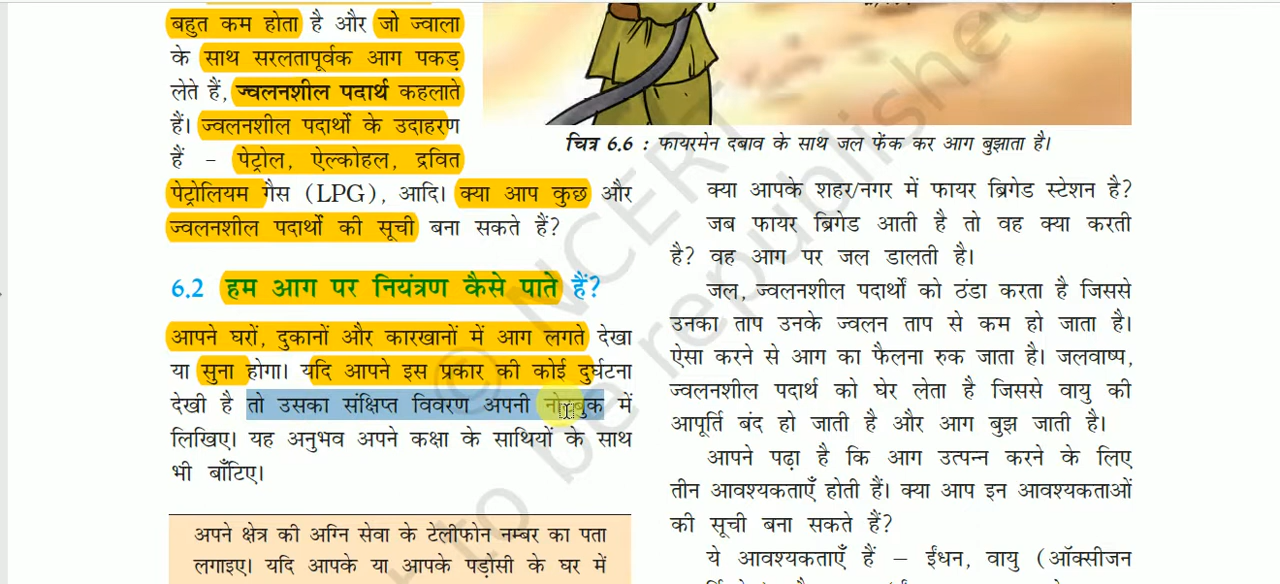 बहुत कम होता है और जो ज्वाला
के साथ सरलतापूर्वक आग पकड़
लेते हैं, ज्वलनशील पदार्थ कहलाते
हैं। ज्वलनशील पदार्थों के उदाहरण
हैं – पेट्रोल, ऐल्कोहल, द्रवित
पेट्रोलियम गैस (LPG), आदि। क्या आप कुछ और
ज्वलनशील पदार्थों की सूची बना सकते हैं?
6.2 हम आग पर नियंत्रण कैसे पाते हैं?
आपने घरों, दुकानों और कारखानों में आग लगते देखा
या सुना होगा। यदि आपने इस प्रकार की कोई दुर्घटना
देखी है तो उसका संक्षिप्त विवरण अपनी नोटबुक में
लिखिए। यह अनुभव अपने कक्षा के साथियों के साथ
भी बाँटिए।
अपने क्षेत्र की अग्नि सेवा के टेलीफोन नम्बर का पता
लगाइए। यदि आपके या आपके पड़ोसी के घर में
चित्र 6.6 : फायरमेन दबाव के साथ जल फेंक कर आग बुझाता है।
क्या आपके शहर/नगर में फायर ब्रिगेड स्टेशन है?
जब फायर ब्रिगेड आती है तो वह क्या करती
है? वह आग पर जल डालती है।
जल, ज्वलनशील पदार्थों को ठंडा करता है जिससे
उनका ताप उनके ज्वलन ताप से कम हो जाता है।
ऐसा करने से आग का फैलना रुक जाता है। जलवाष्प,
ज्वलनशील पदार्थ को घेर लेता है जिससे वायु की
आपूर्ति बंद हो जाती है और आग बुझ जाती है।
आपने पढ़ा है कि आग उत्पन्न करने के लिए
तीन आवश्यकताएँ होती हैं। क्या आप इन आवश्यकताओं
की सूची बना सकते हैं?
ये आवश्यकताएँ हैं – ईंधन, वायु (ऑक्सीजन
© NCERT
to be republished